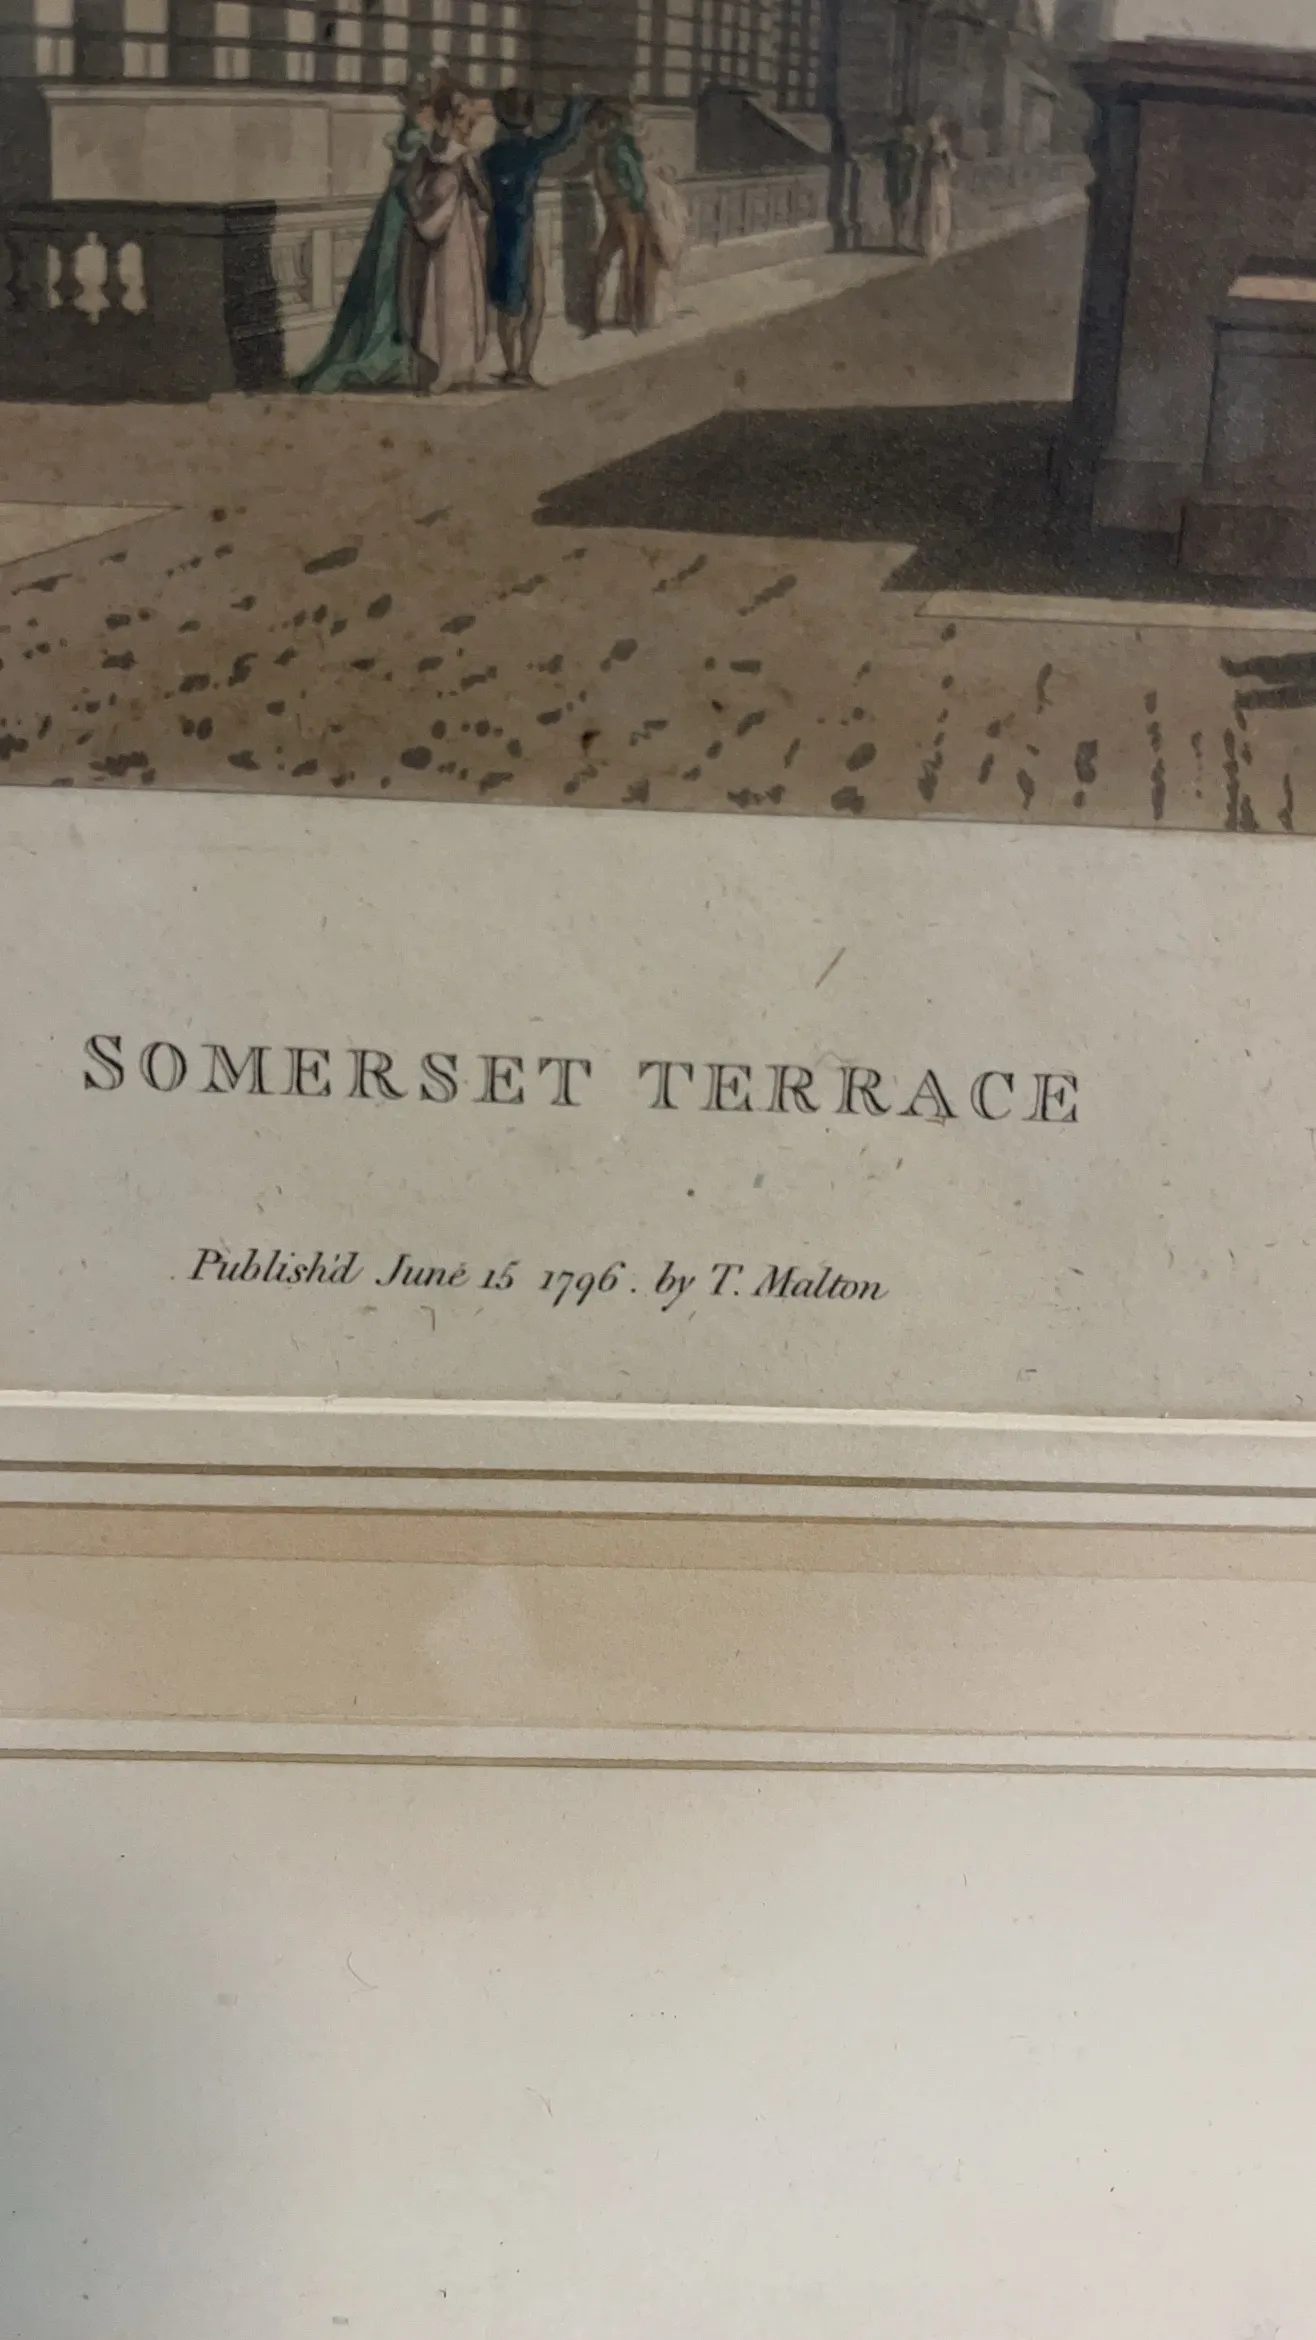 SOMERSET TERRACE
Publish'd June 15 1796. by T. Malton